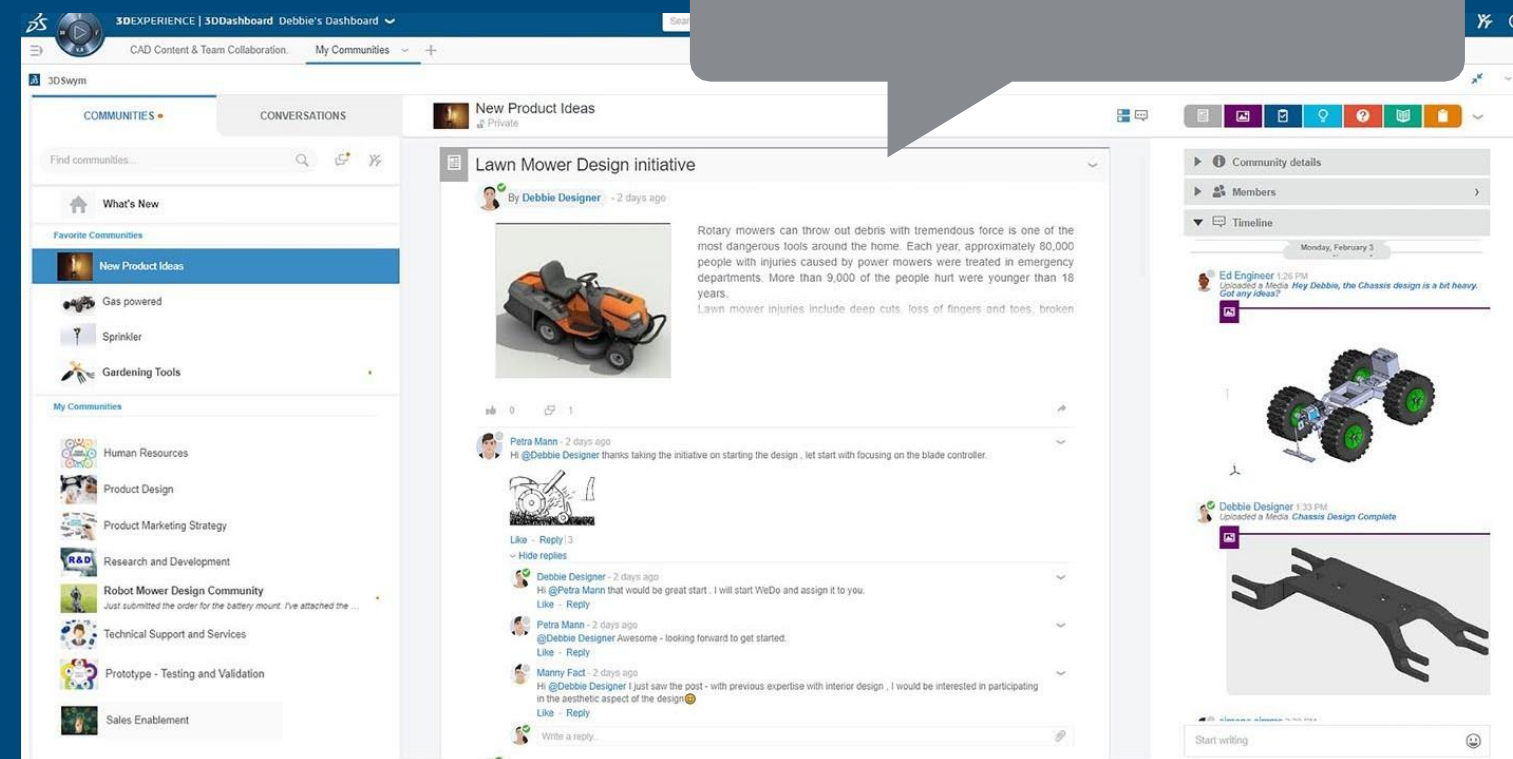 3DEXPERIENCE | 3DDashboard Debbie's Dashboard
CAD Content & Team Collaboration.
My Communities
3DSwym
COMMUNITIES
CONVERSATIONS
Find communities...
What's New
Favorite Communities
New Product Ideas
Gas powered
Sprinkler
Gardening Tools
My Communities
Human Resources
Product Design
Product Marketing Strategy
R&D
Research and Development
Robot Mower Design Community
Just submitted the order for the battery mount. I've attached the ...
Technical Support and Services
Prototype - Testing and Validation
Sales Enablement
New Product Ideas
Private
Lawn Mower Design initiative
By Debbie Designer - 2 days ago
Rotary mowers can throw out debris with tremendous force is one of the
most dangerous tools around the home. Each year, approximately 80,000
people with injuries caused by power mowers were treated in emergency
departments. More than 9,000 of the people hurt were younger than 18
years.
Lawn mower injuries include deep cuts, loss of fingers and toes, broken
0 1
Petra Mann - 2 days ago
Hi @Debbie Designer thanks taking the initiative on starting the design , let start with focusing on the blade controller.
Like - Reply 3
Hide replies
Debbie Designer - 2 days ago
Hi @Petra Mann that would be great start . I will start WeDo and assign it to you.
Like - Reply
Petra Mann - 2 days ago
@Debbie Designer Awesome - looking forward to get started.
Like - Reply
Manny Fact - 2 days ago
Hi @Debbie Designer I just saw the post - with previous expertise with interior design , I would be interested in participating
in the aesthetic aspect of the design
Like - Reply
Write a reply...
Community details
Members
Timeline
Monday, February 3
Ed Engineer 1:26 PM
Uploaded a Media Hey Debbie, the Chassis design is a bit heavy.
Got any ideas?
Debbie Designer 1:33 PM
Uploaded a Media Chassis Design Complete
Start writing